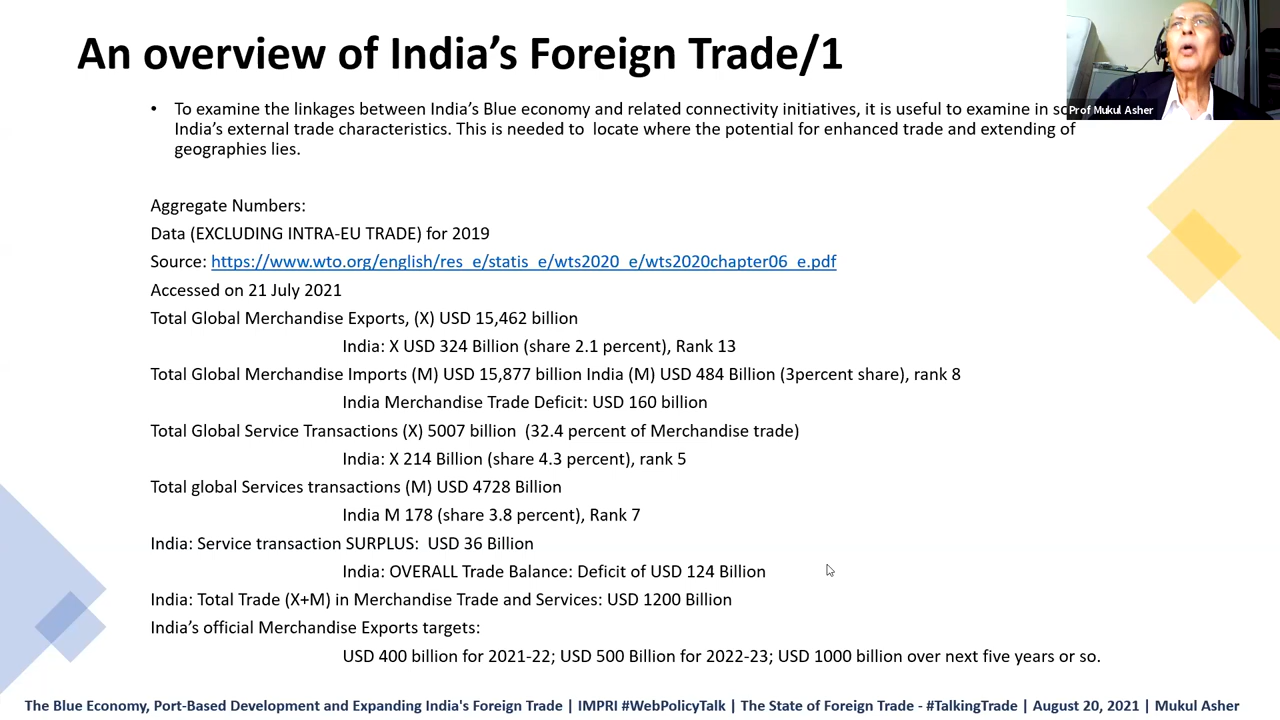 An overview of India's Foreign Trade/1
• To examine the linkages between India's Blue economy and related connectivity initiatives, it is useful to examine in
India's external trade characteristics. This is needed to locate where the potential for enhanced trade and extending of
geographies lies.
Prof Mukul Asher
Aggregate Numbers:
Data (EXCLUDING INTRA-EU TRADE) for 2019
Source: https://www.wto.org/english/res_e/statis_e/wts2020_e/wts2020chapter06_e.pdf
Accessed on 21 July 2021
Total Global Merchandise Exports, (X) USD 15,462 billion
India: X USD 324 Billion (share 2.1 percent), Rank 13
Total Global Merchandise Imports (M) USD 15,877 billion India (M) USD 484 Billion (3percent share), rank 8
India Merchandise Trade Deficit: USD 160 billion
Total Global Service Transactions (X) 5007 billion (32.4 percent of Merchandise trade)
India: X 214 Billion (share 4.3 percent), rank 5
Total global Services transactions (M) USD 4728 Billion
India M 178 (share 3.8 percent), Rank 7
India: Service transaction SURPLUS: USD 36 Billion
India: OVERALL Trade Balance: Deficit of USD 124 Billion
India: Total Trade (X+M) in Merchandise Trade and Services: USD 1200 Billion
India's official Merchandise Exports targets:
USD 400 billion for 2021-22; USD 500 Billion for 2022-23; USD 1000 billion over next five years or so.
The Blue Economy, Port-Based Development and Expanding India's Foreign Trade | IMPRI #WebPolicyTalk | The State of Foreign Trade - #TalkingTrade | August 20, 2021 | Mukul Asher